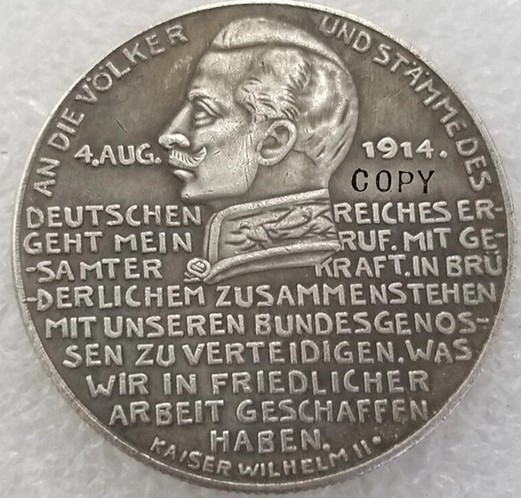 AN DIE VÖLKER UND STÄMME DES
4. AUG. 1914.
COPY
DEUTSCHEN REICHES ER-
GEHT MEIN RUF. MIT GE-
-SAMTER KRAFT. IN BRÜ
-DERLICHEM ZUSAMMENSTEHEN
MIT UNSEREN BUNDESGENOS-
SEN ZU VERTEIDIGEN. WAS
WIR IN FRIEDLICHER
ARBEIT GESCHAFFEN
HABEN.
KAISER WILHELM II.